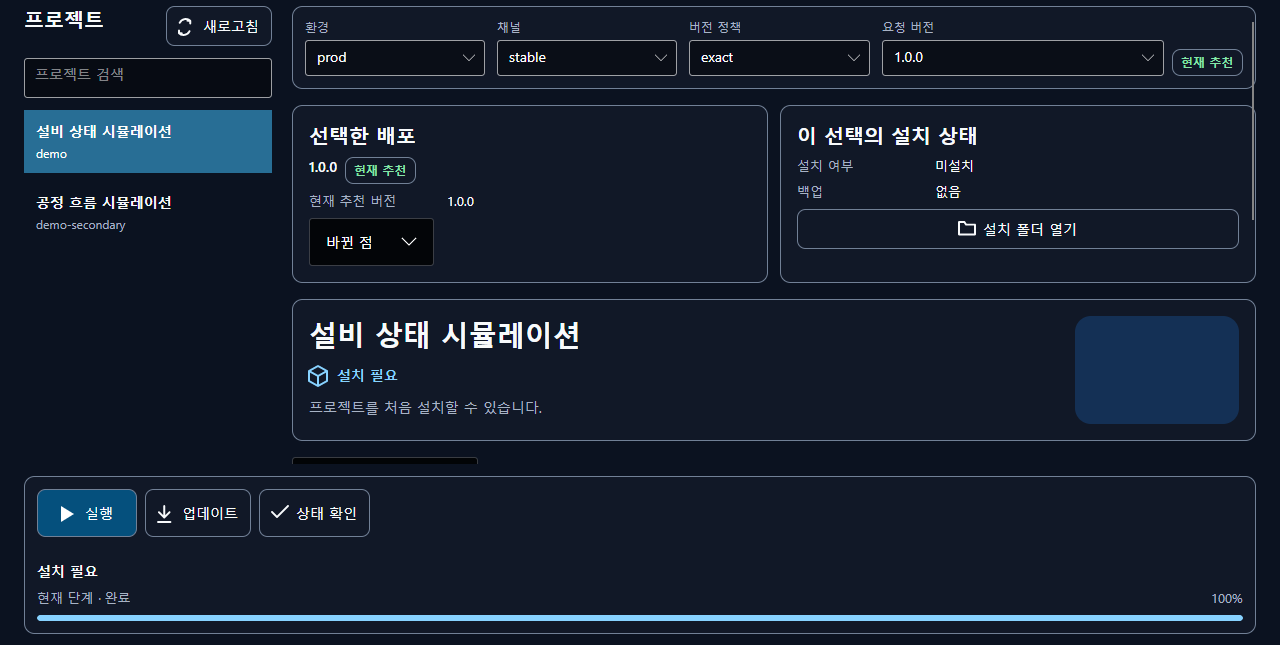 프로젝트
새로고침
프로젝트 검색
설비 상태 시뮬레이션
demo
공정 흐름 시뮬레이션
demo-secondary
환경
채널
버전 정책
요청 버전
prod
stable
exact
1.0.0
현재 추천
선택한 배포
1.0.0 현재 추천
현재 추천 버전 1.0.0
바뀐 점
이 선택의 설치 상태
설치 여부 미설치
백업 없음
설치 폴더 열기
설비 상태 시뮬레이션
설치 필요
프로젝트를 처음 설치할 수 있습니다.
실행
업데이트
상태 확인
설치 필요
현재 단계 · 완료
100%